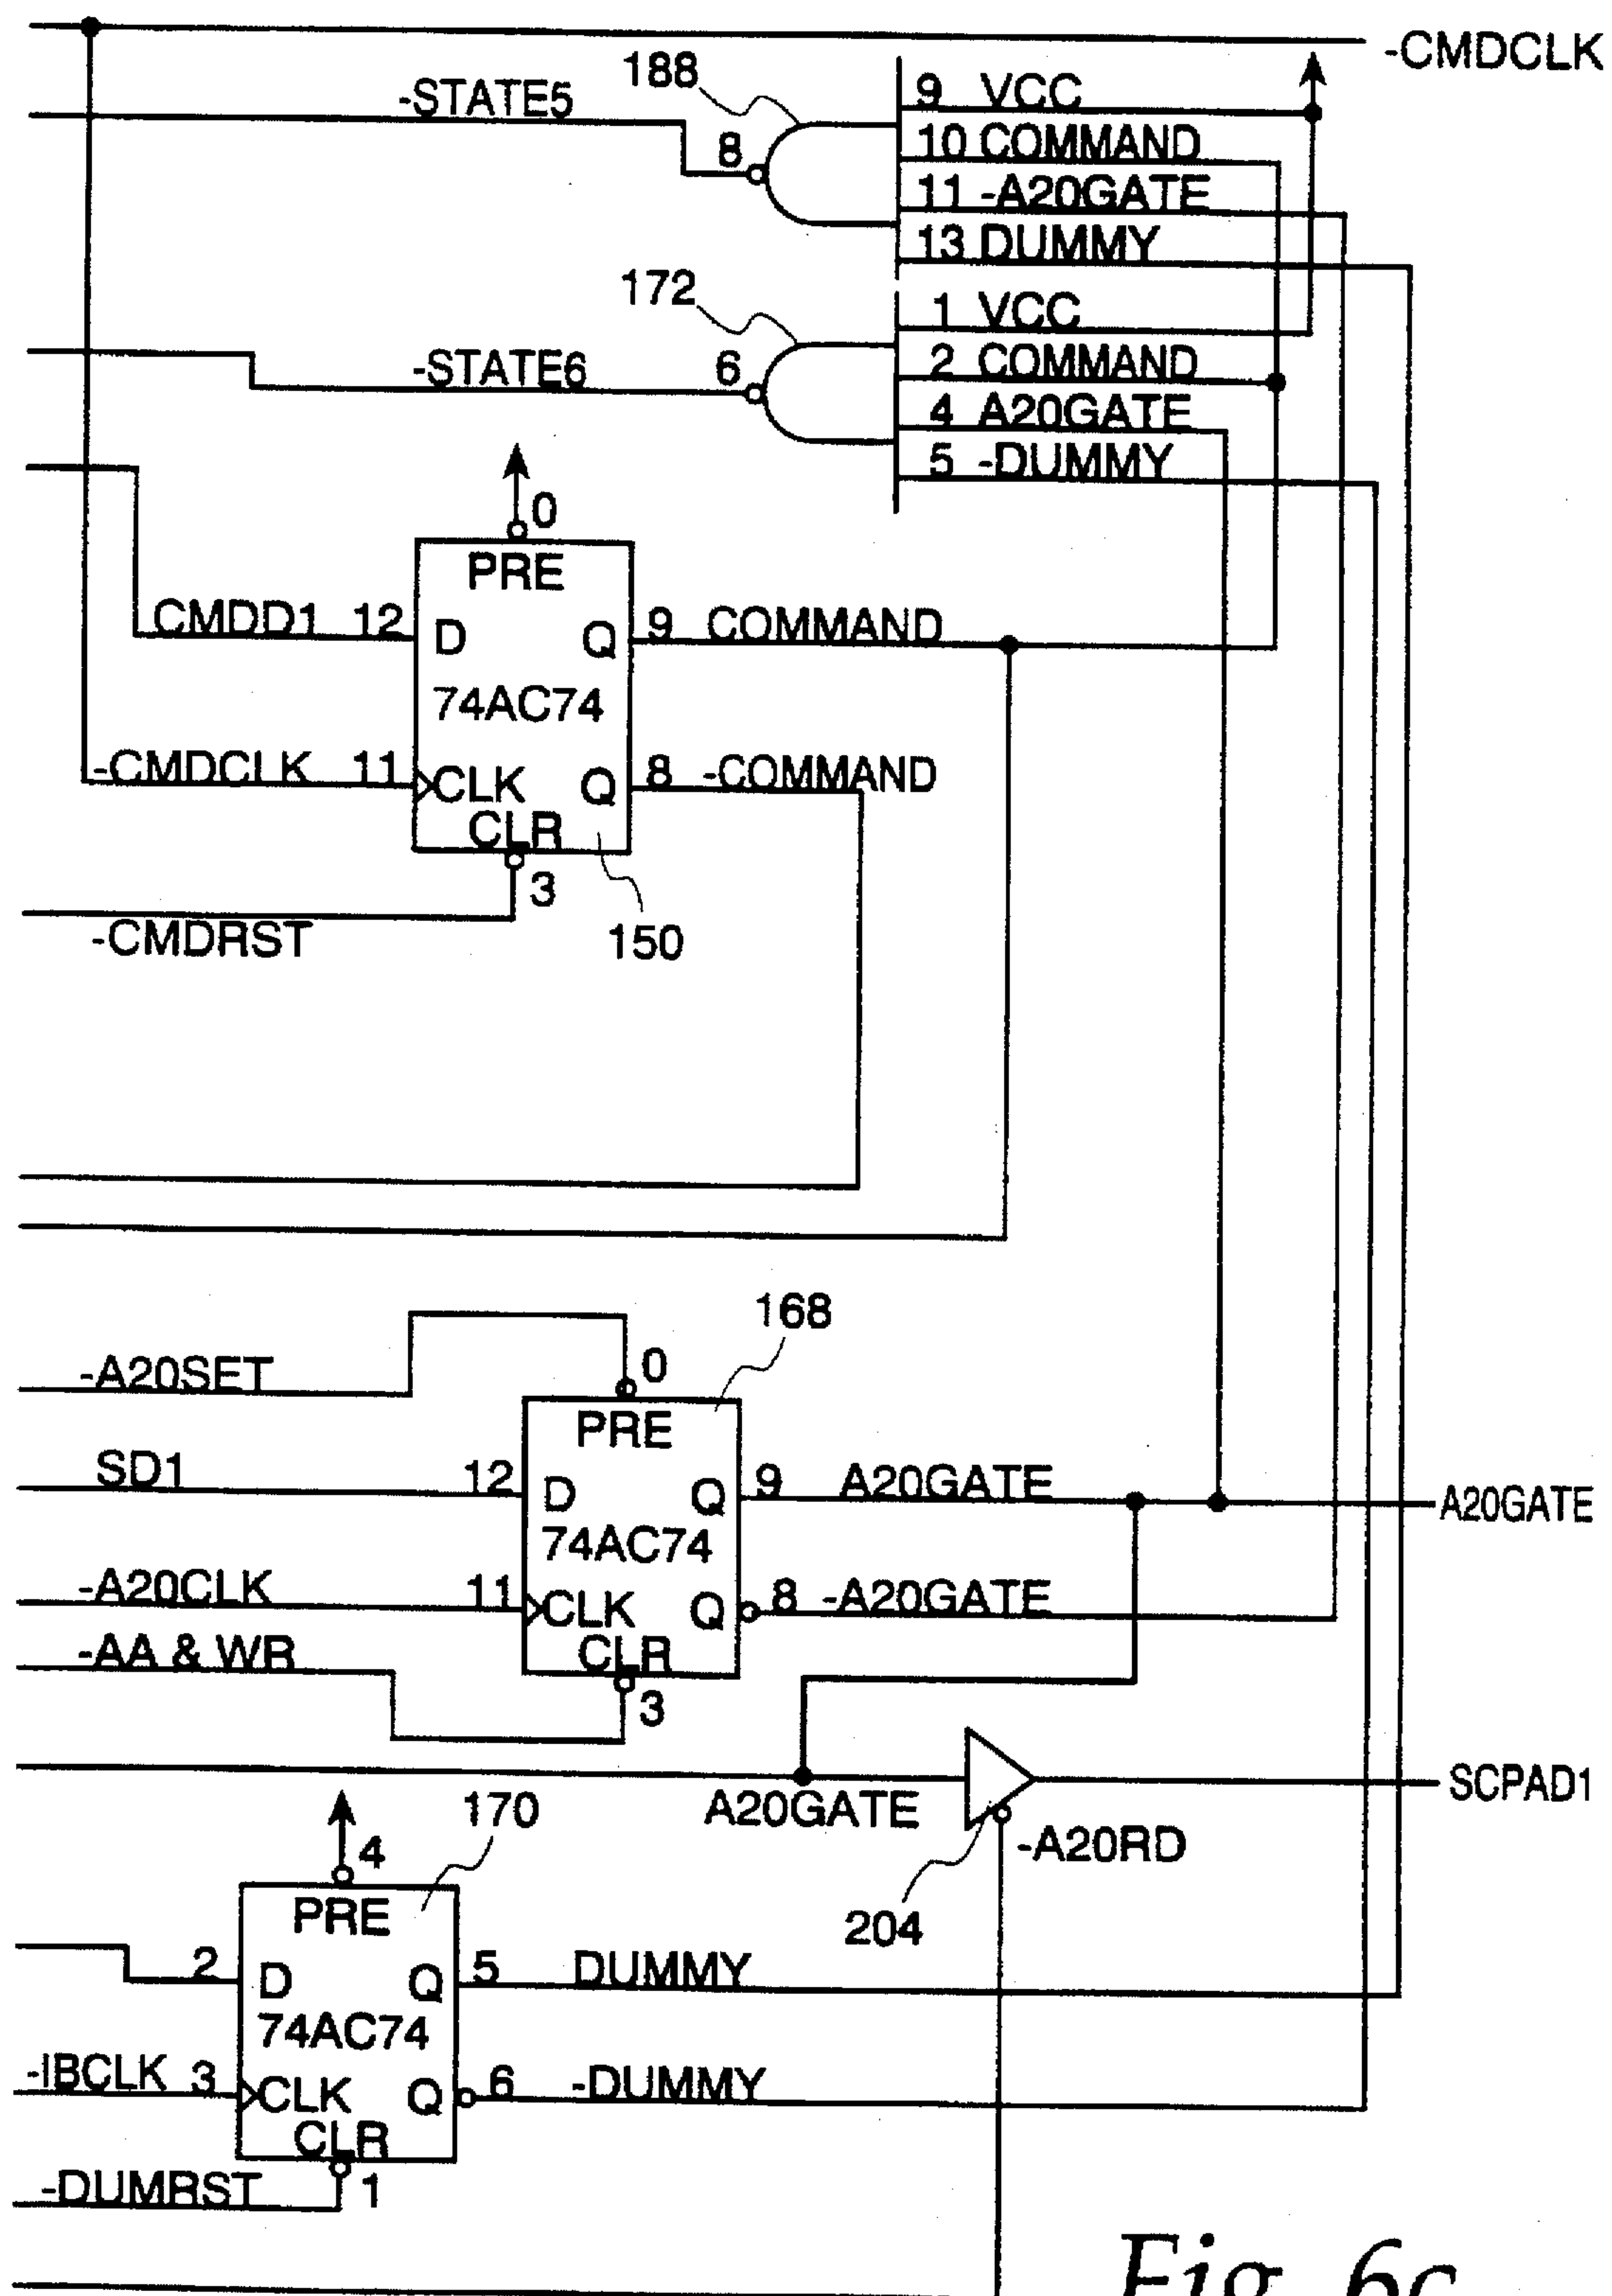 -CMDCLK
188
-STATE5
8
9 VCC
10 COMMAND
11 -A20GATE
13 DUMMY
172
-STATE6
6
1 VCC
2 COMMAND
4 A20GATE
5 -DUMMY
0
PRE
CMDD1 12 D Q 9 COMMAND
74AC74
-CMDCLK 11 CLK Q 8 -COMMAND
CLR
3
-CMDRST
150
168
-A20SET
0
PRE
SD1 12 D Q 9 A20GATE
A20GATE
74AC74
-A20CLK 11 CLK Q 8 -A20GATE
-AA & WR
CLR
3
A20GATE
SCPAD1
-A20RD
204
170
4
PRE
2 D Q 5 DUMMY
74AC74
-IBCLK 3 CLK Q 6 -DUMMY
CLR
-DUMRST
1
Fig. 6c